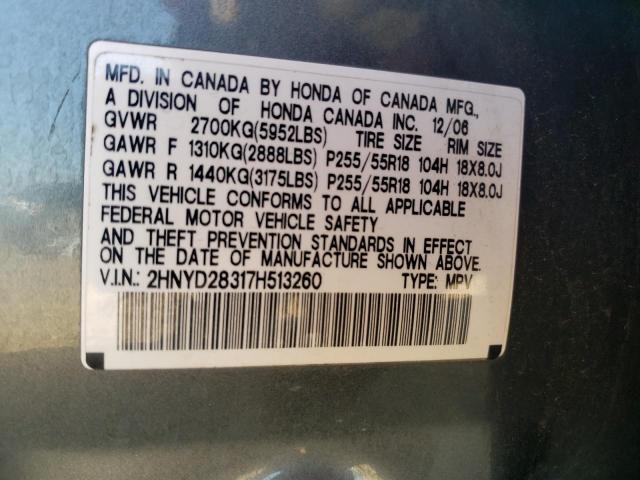 MFD. IN CANADA BY HONDA OF CANADA MFG.,
A DIVISION OF HONDA CANADA INC. 12/06
GVWR 2700KG(5952LBS) TIRE SIZE RIM SIZE
GAWR F 1310KG(2888LBS) P255/55R18 104H 18X8.0J
GAWR R 1440KG(3175LBS) P255/55R18 104H 18X8.0J
THIS VEHICLE CONFORMS TO ALL APPLICABLE
FEDERAL MOTOR VEHICLE SAFETY
AND THEFT PREVENTION STANDARDS IN EFFECT
ON THE DATE OF MANUFACTURE SHOWN ABOVE.
V.I.N.: 2HNYD28317H513260 TYPE: MPV